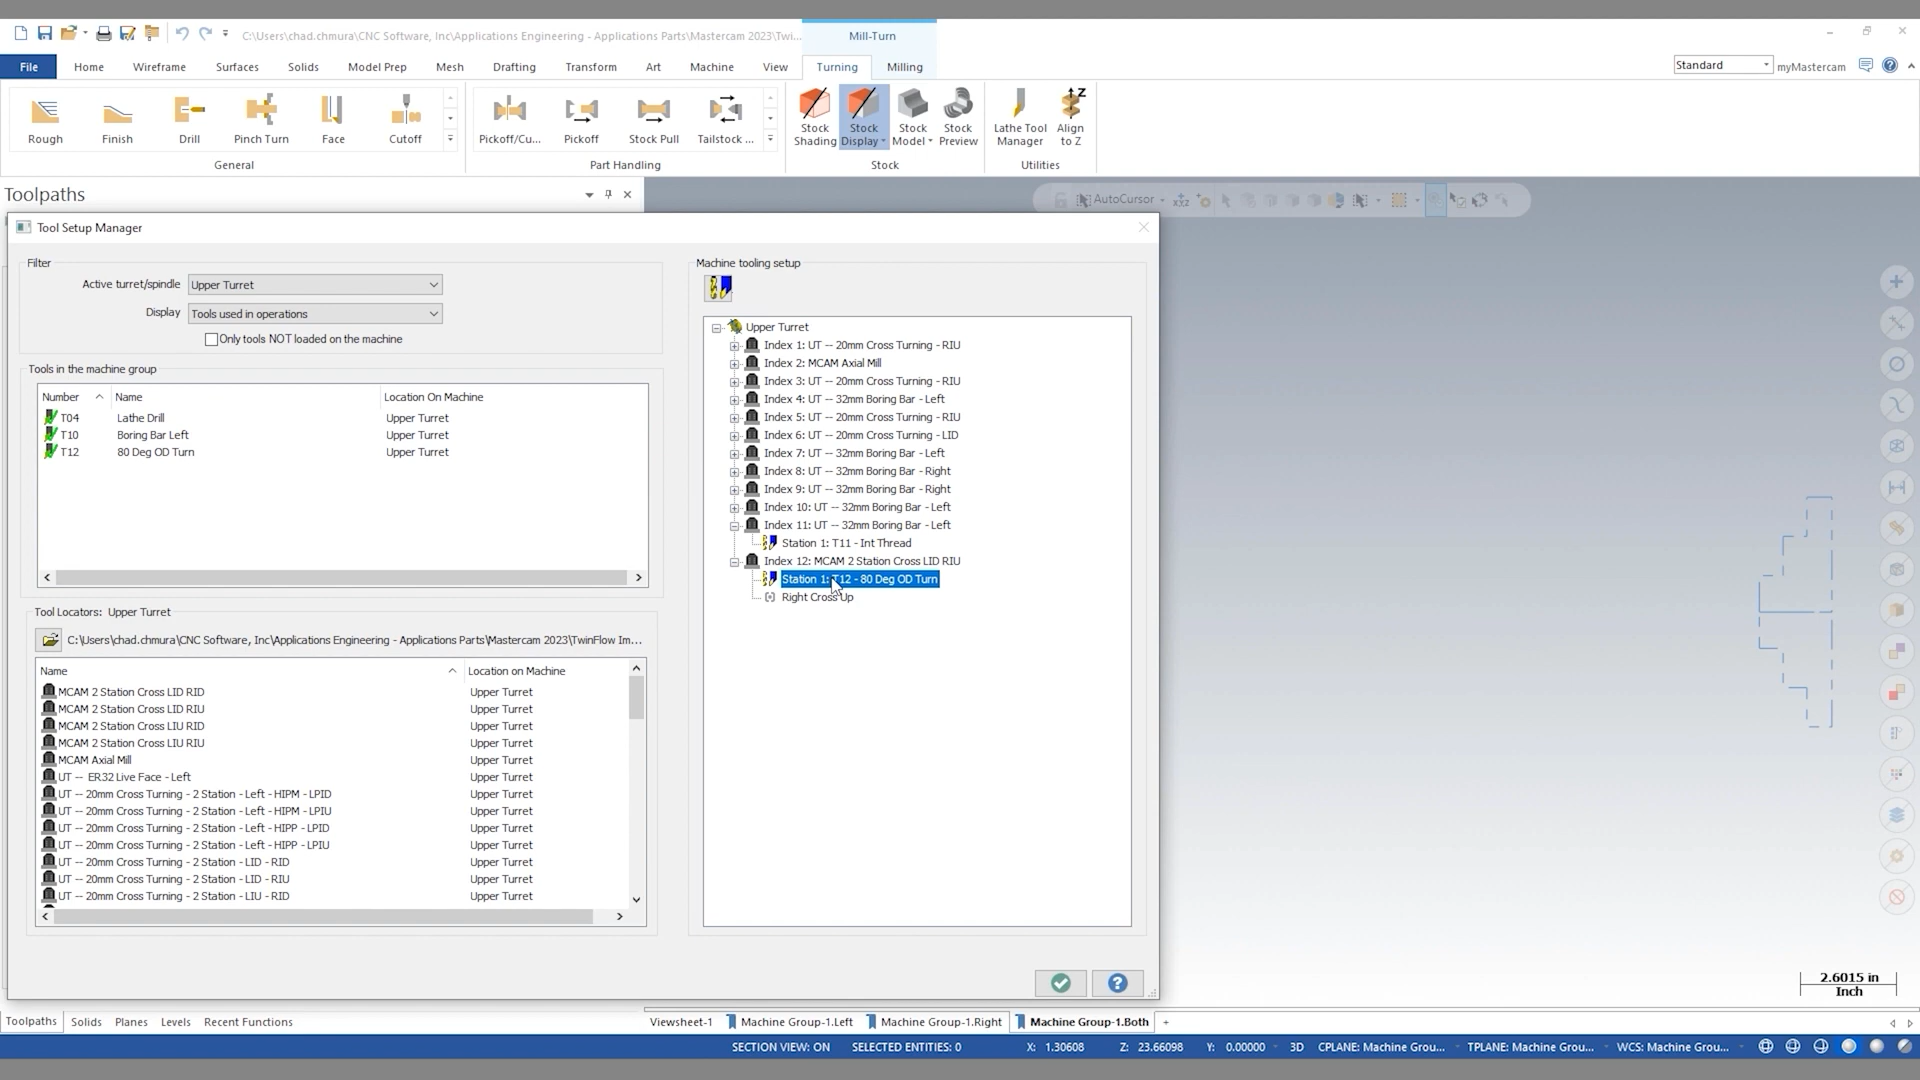 C:\Users\chad.chmura\CNC Software, Inc\Applications Engineering - Applications Parts\Mastercam 2023\Twi...
Mill-Turn
File
Home
Wireframe
Surfaces
Solids
Model Prep
Mesh
Drafting
Transform
Art
Machine
View
Turning
Milling
Standard
myMastercam
Rough
Finish
Drill
Pinch Turn
Face
Cutoff
Pickoff/Cu...
Pickoff
Stock Pull
Tailstock ...
Stock Shading
Stock Display
Stock Model
Stock Preview
Lathe Tool Manager
Align to Z
General
Part Handling
Stock
Utilities
Toolpaths
AutoCursor
Tool Setup Manager
Filter
Active turret/spindle
Upper Turret
Display
Tools used in operations
Only tools NOT loaded on the machine
Tools in the machine group
Number Name Location On Machine
T04 Lathe Drill Upper Turret
T10 Boring Bar Left Upper Turret
T12 80 Deg OD Turn Upper Turret
Tool Locators: Upper Turret
C:\Users\chad.chmura\CNC Software, Inc\Applications Engineering - Applications Parts\Mastercam 2023\TwinFlow Im...
Name Location on Machine
MCAM 2 Station Cross LID RID Upper Turret
MCAM 2 Station Cross LID RIU Upper Turret
MCAM 2 Station Cross LIU RID Upper Turret
MCAM 2 Station Cross LIU RIU Upper Turret
MCAM Axial Mill Upper Turret
UT -- ER32 Live Face - Left Upper Turret
UT -- 20mm Cross Turning - 2 Station - Left - HIPM - LPID Upper Turret
UT -- 20mm Cross Turning - 2 Station - Left - HIPM - LPIU Upper Turret
UT -- 20mm Cross Turning - 2 Station - Left - HIPP - LPID Upper Turret
UT -- 20mm Cross Turning - 2 Station - Left - HIPP - LPIU Upper Turret
UT -- 20mm Cross Turning - 2 Station - LID - RID Upper Turret
UT -- 20mm Cross Turning - 2 Station - LID - RIU Upper Turret
UT -- 20mm Cross Turning - 2 Station - LIU - RID Upper Turret
Machine tooling setup
Upper Turret
Index 1: UT -- 20mm Cross Turning - RIU
Index 2: MCAM Axial Mill
Index 3: UT -- 20mm Cross Turning - RIU
Index 4: UT -- 32mm Boring Bar - Left
Index 5: UT -- 20mm Cross Turning - RIU
Index 6: UT -- 20mm Cross Turning - LID
Index 7: UT -- 32mm Boring Bar - Left
Index 8: UT -- 32mm Boring Bar - Right
Index 9: UT -- 32mm Boring Bar - Right
Index 10: UT -- 32mm Boring Bar - Left
Index 11: UT -- 32mm Boring Bar - Left
Station 1: T11 - Int Thread
Index 12: MCAM 2 Station Cross LID RIU
Station 1: T12 - 80 Deg OD Turn
Right Cross Up
2.6015 in
Inch
Toolpaths
Solids
Planes
Levels
Recent Functions
Viewsheet-1
Machine Group-1.Left
Machine Group-1.Right
Machine Group-1.Both
+
SECTION VIEW: ON
SELECTED ENTITIES: 0
X: 1.30608
Z: 23.66098
Y: 0.00000
3D
CPLANE: Machine Grou...
TPLANE: Machine Grou...
WCS: Machine Grou...